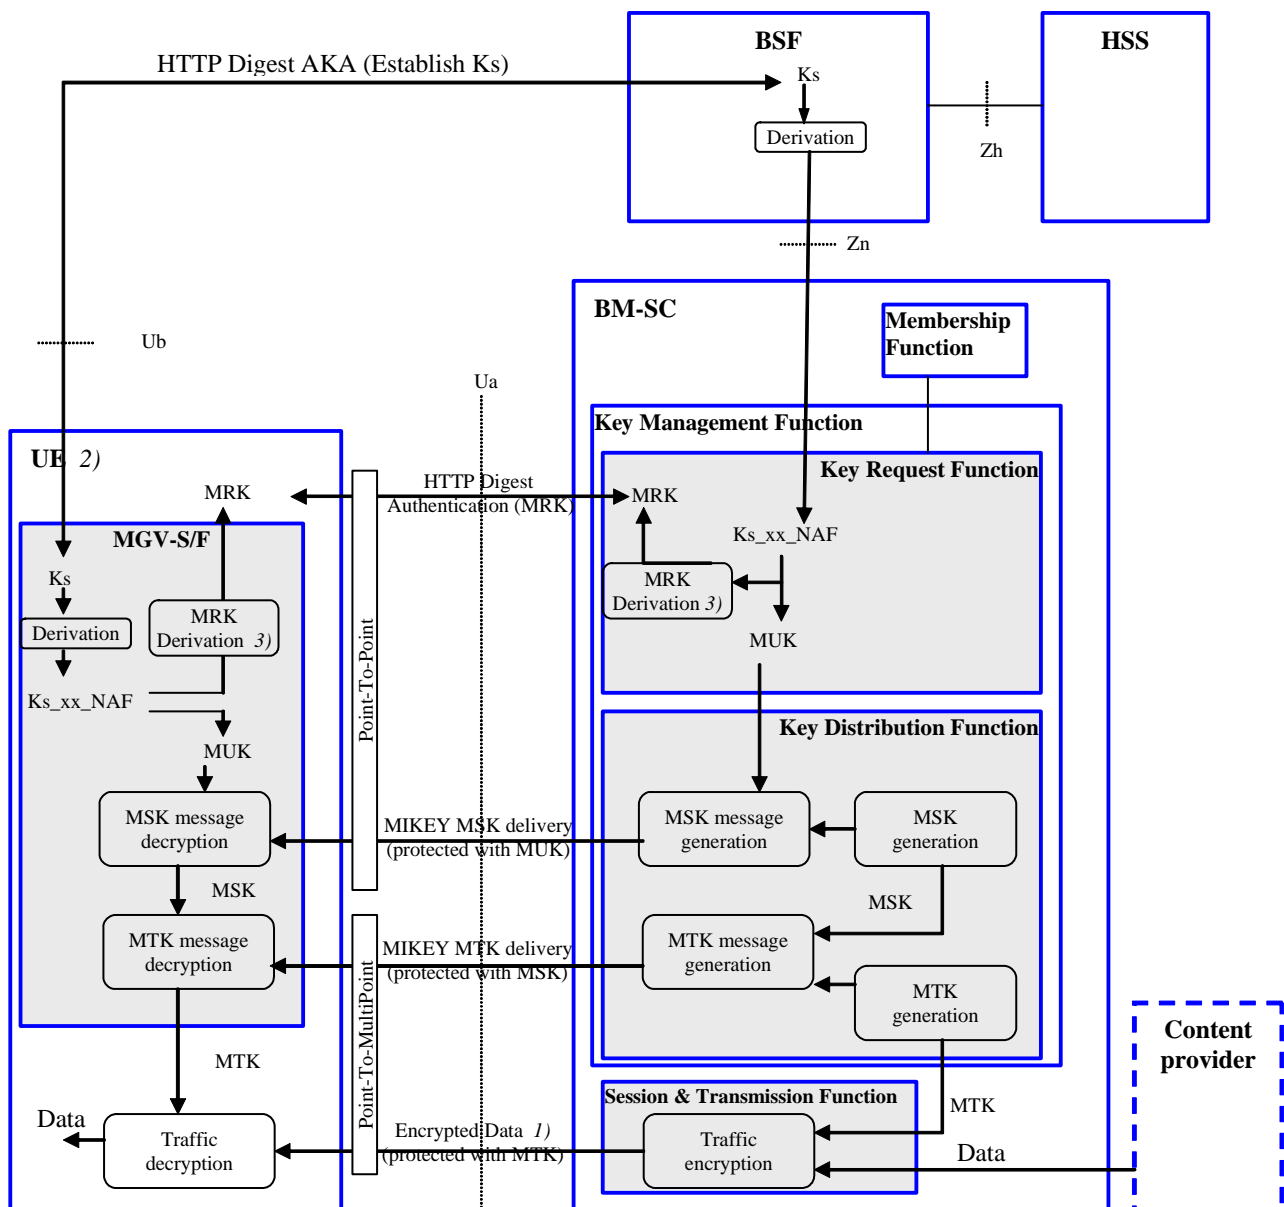 BSF
HSS
HTTP Digest AKA (Establish Ks)
Ks
Derivation
Zh
Zn
BM-SC
Membership
Function
Ub
Ua
Key Management Function
UE 2)
Key Request Function
MRK
HTTP Digest
Authentication (MRK)
MRK
MGV-S/F
Ks_xx_NAF
Ks
MRK
Derivation 3)
MRK
Derivation 3)
Derivation
MUK
Point-To-Point
Ks_xx_NAF
Key Distribution Function
MUK
MSK message
decryption
MIKEY MSK delivery
(protected with MUK)
MSK message
generation
MSK
generation
MSK
MSK
MTK message
decryption
MIKEY MTK delivery
(protected with MSK)
MTK message
generation
MTK
generation
Point-To-MultiPoint
Content
provider
MTK
Session & Transmission Function
MTK
Data
Traffic
decryption
Encrypted Data 1)
(protected with MTK)
Traffic
encryption
Data